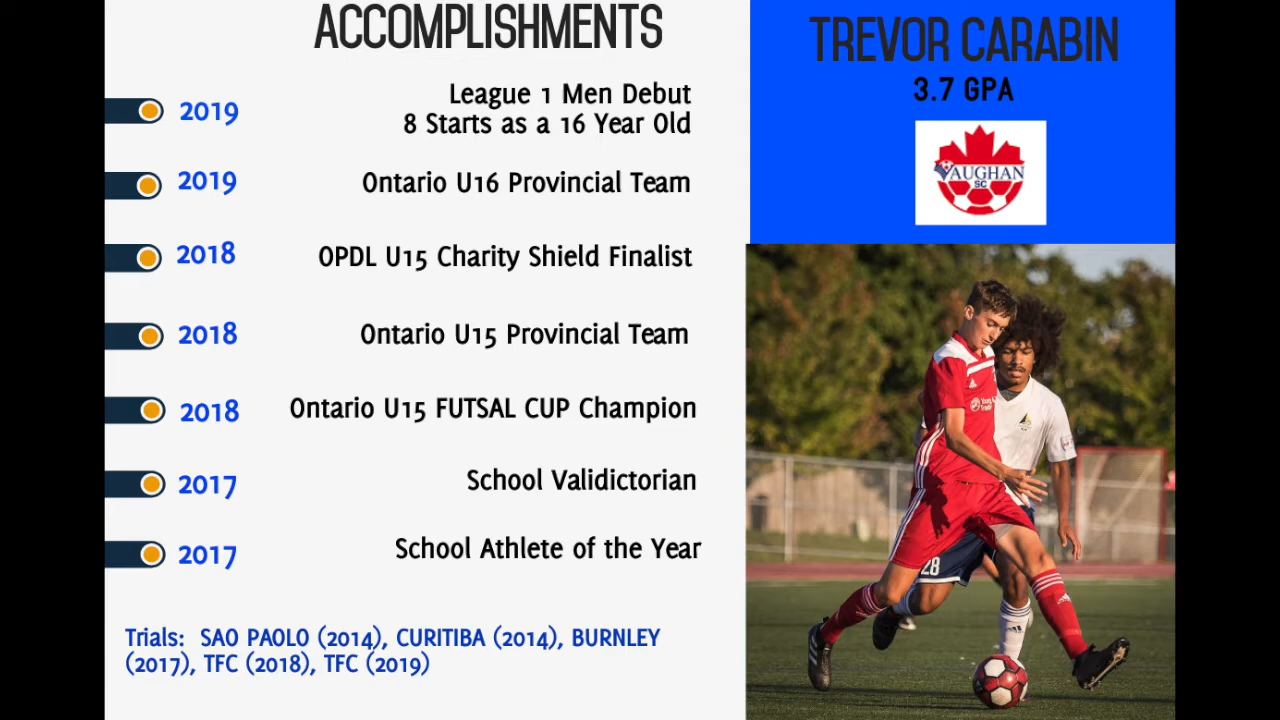 ACCOMPLISHMENTS
2019
League 1 Men Debut
8 Starts as a 16 Year Old
2019
Ontario U16 Provincial Team
2018
OPDL U15 Charity Shield Finalist
2018
Ontario U15 Provincial Team
2018
Ontario U15 FUTSAL CUP Champion
2017
School Validictorian
2017
School Athlete of the Year
Trials: SAO PAOLO (2014), CURITIBA (2014), BURNLEY
(2017), TFC (2018), TFC (2019)
TREVOR CARABIN
3.7 GPA
VAUGHAN
SC
28